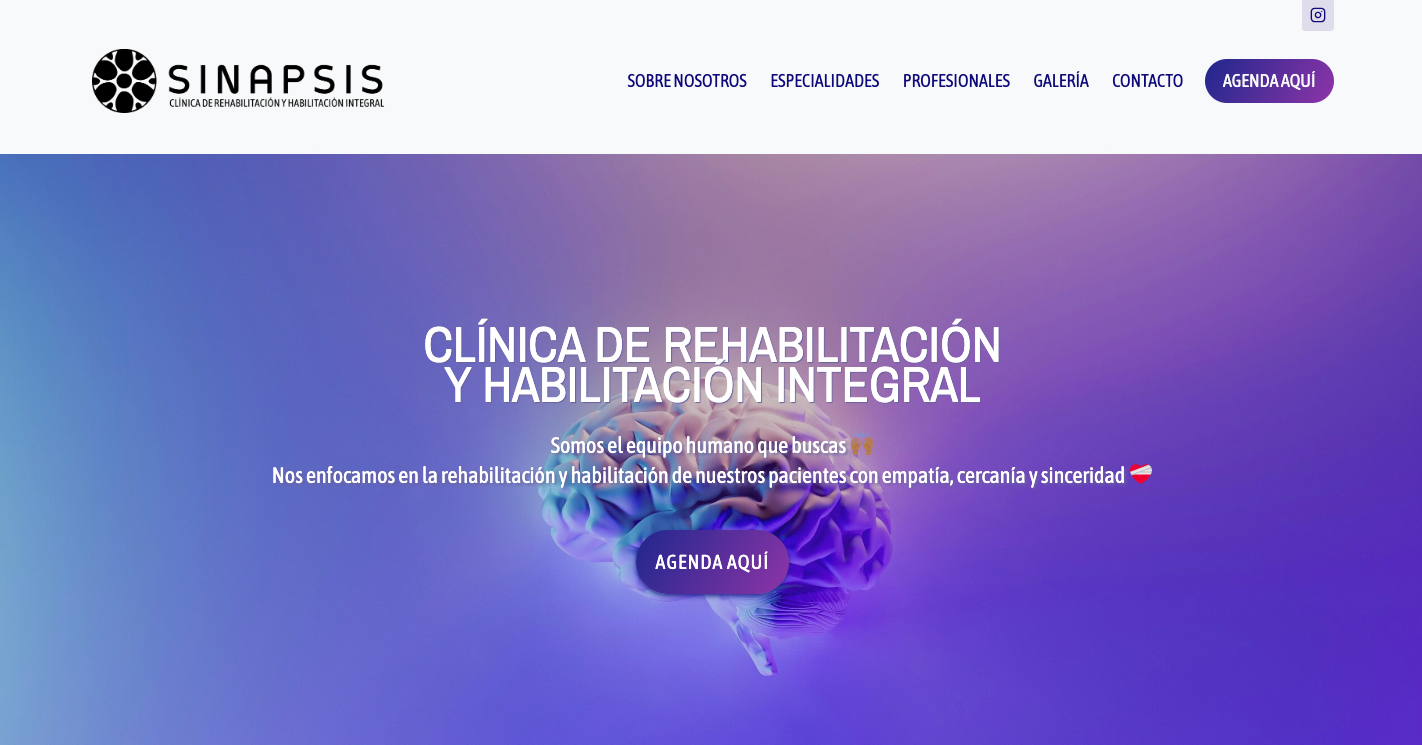 SINAPSIS
CLÍNICA DE REHABILITACIÓN Y HABILITACIÓN INTEGRAL
SOBRE NOSOTROS
ESPECIALIDADES
PROFESIONALES
GALERÍA
CONTACTO
AGENDA AQUÍ
CLÍNICA DE REHABILITACIÓN
Y HABILITACIÓN INTEGRAL
Somos el equipo humano que buscas 🙌🏾
Nos enfocamos en la rehabilitación y habilitación de nuestros pacientes con empatía, cercanía y sinceridad ❤️‍🩹
AGENDA AQUÍ